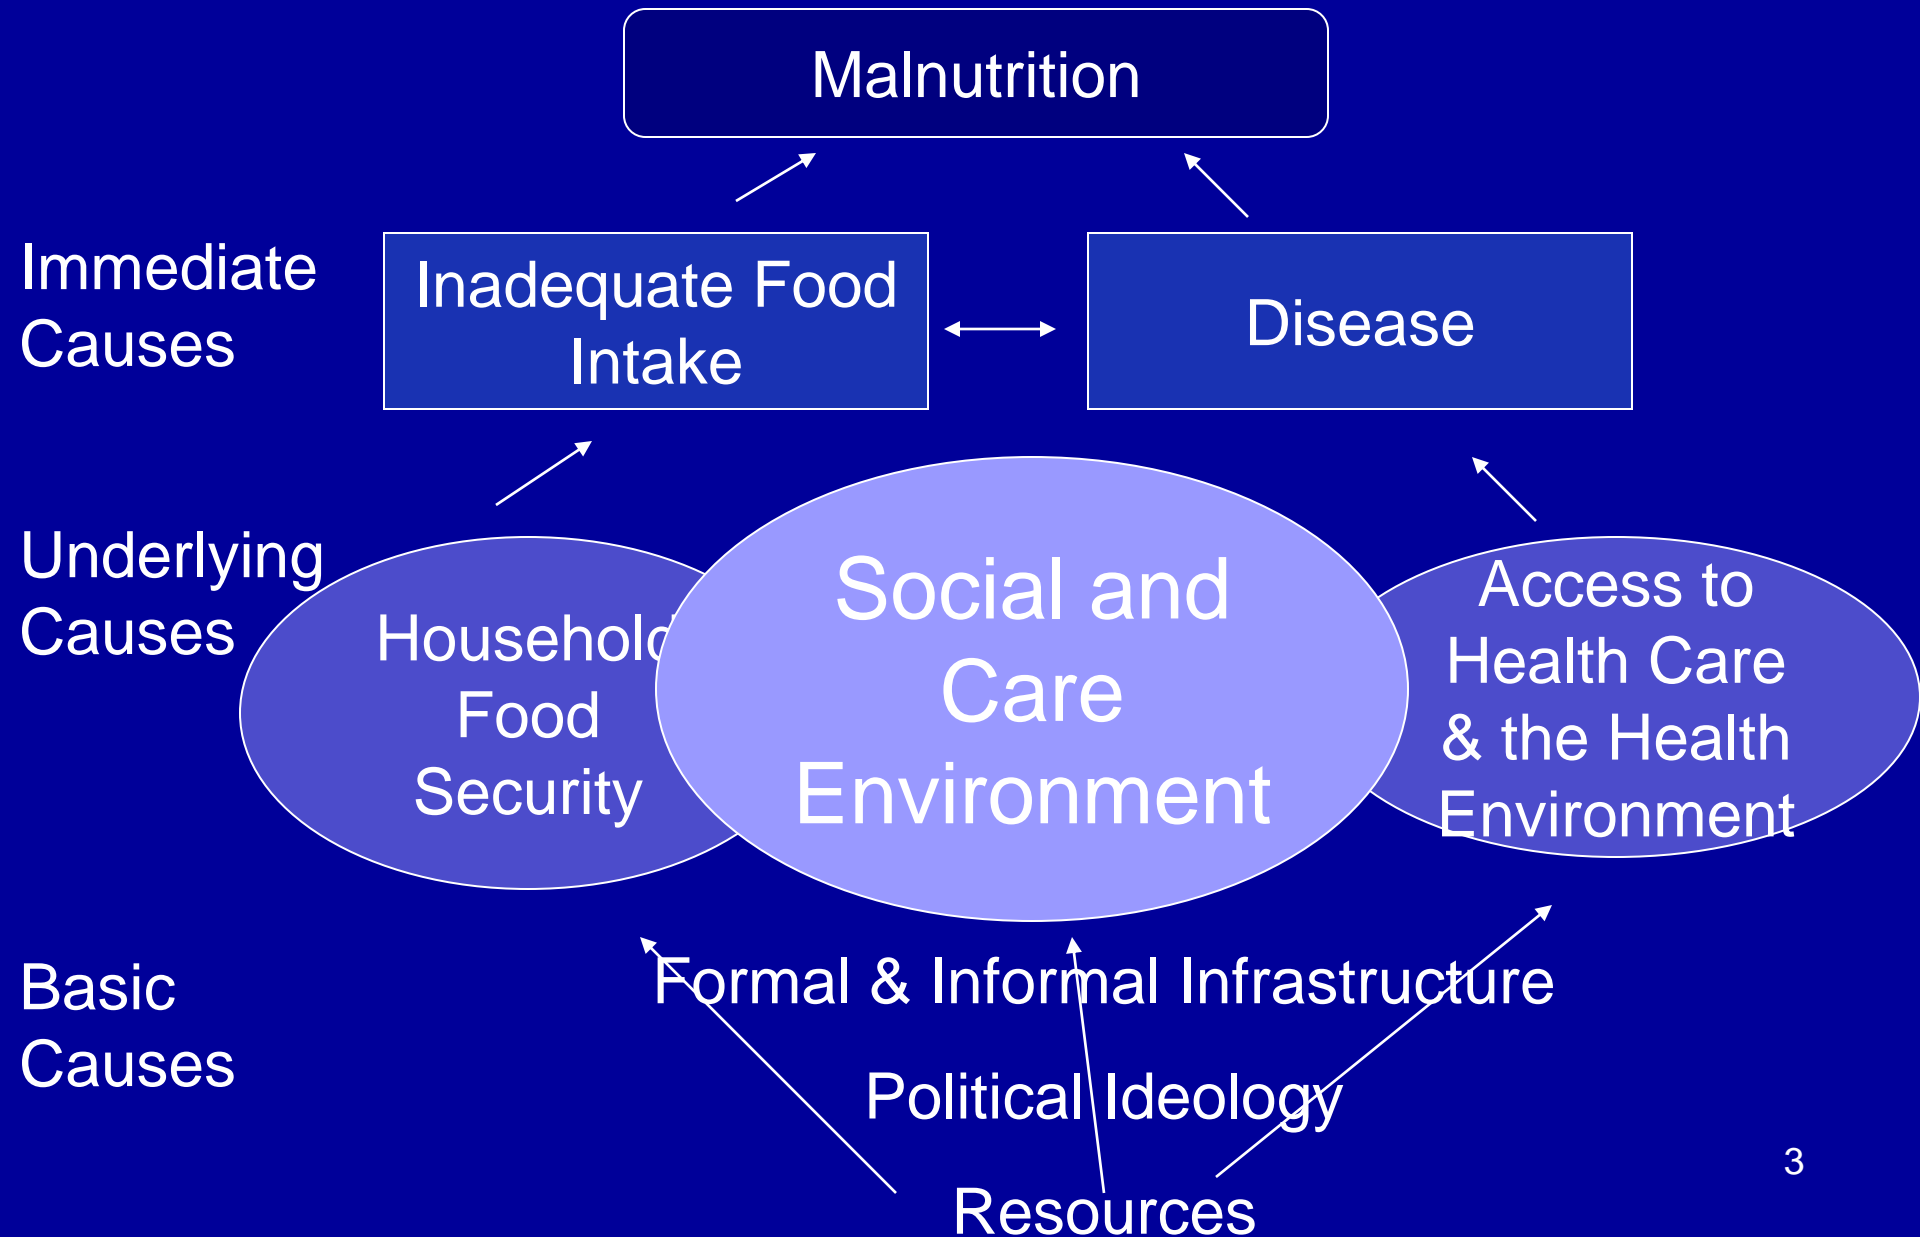 Malnutrition
Immediate
Causes
Inadequate Food
Intake
Disease
Underlying
Causes
Household
Food
Security
Social and
Care
Environment
Access to
Health Care
& the Health
Environment
Basic
Causes
Formal & Informal Infrastructure
Political Ideology
Resources
3